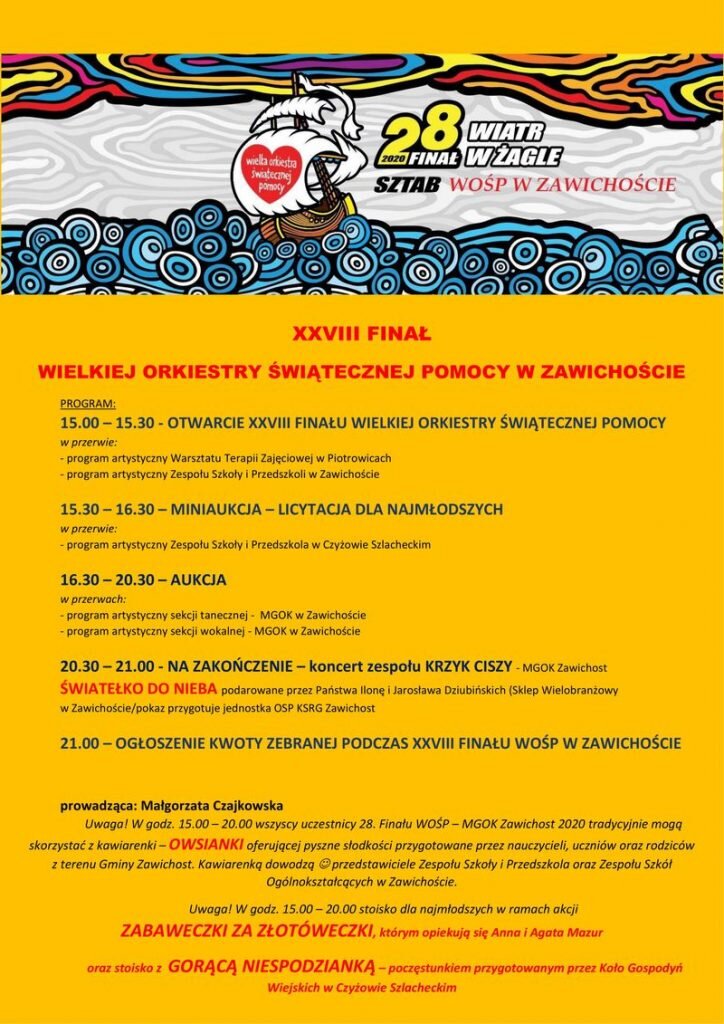 wielka orkiestra
świątecznej
pomocy
28 WIATR
2020 FINAŁ W ŻAGLE
SZTAB WOŚP W ZAWICHOŚCIE
XXVIII FINAŁ
WIELKIEJ ORKIESTRY ŚWIĄTECZNEJ POMOCY W ZAWICHOŚCIE
PROGRAM:
15.00 – 15.30 - OTWARCIE XXVIII FINAŁU WIELKIEJ ORKIESTRY ŚWIĄTECZNEJ POMOCY
w przerwie:
- program artystyczny Warsztatu Terapii Zajęciowej w Piotrowicach
- program artystyczny Zespołu Szkoły i Przedszkoli w Zawichoście
15.30 – 16.30 – MINIAUKCJA – LICYTACJA DLA NAJMŁODSZYCH
w przerwie:
- program artystyczny Zespołu Szkoły i Przedszkola w Czyżowie Szlacheckim
16.30 – 20.30 – AUKCJA
w przerwach:
- program artystyczny sekcji tanecznej - MGOK w Zawichoście
- program artystyczny sekcji wokalnej - MGOK w Zawichoście
20.30 – 21.00 - NA ZAKOŃCZENIE – koncert zespołu KRZYK CISZY - MGOK Zawichost
ŚWIATEŁKO DO NIEBA podarowane przez Państwa Ilonę i Jarosława Dziubińskich (Sklep Wielobranżowy
w Zawichoście/pokaz przygotuje jednostka OSP KSRG Zawichost
21.00 – OGŁOSZENIE KWOTY ZEBRANEJ PODCZAS XXVIII FINAŁU WOŚP W ZAWICHOŚCIE
prowadząca: Małgorzata Czajkowska
Uwaga! W godz. 15.00 – 20.00 wszyscy uczestnicy 28. Finału WOŚP – MGOK Zawichost 2020 tradycyjnie mogą
skorzystać z kawiarenki – OWSIANKI oferującej pyszne słodkości przygotowane przez nauczycieli, uczniów oraz rodziców
z terenu Gminy Zawichost. Kawiarenką dowodzą ☺ przedstawiciele Zespołu Szkoły i Przedszkola oraz Zespołu Szkół
Ogólnokształcących w Zawichoście.
Uwaga! W godz. 15.00 – 20.00 stoisko dla najmłodszych w ramach akcji
ZABAWECZKI ZA ZŁOTÓWECZKI, którym opiekują się Anna i Agata Mazur
oraz stoisko z GORĄCĄ NIESPODZIANKĄ – poczęstunkiem przygotowanym przez Koło Gospodyń
Wiejskich w Czyżowie Szlacheckim